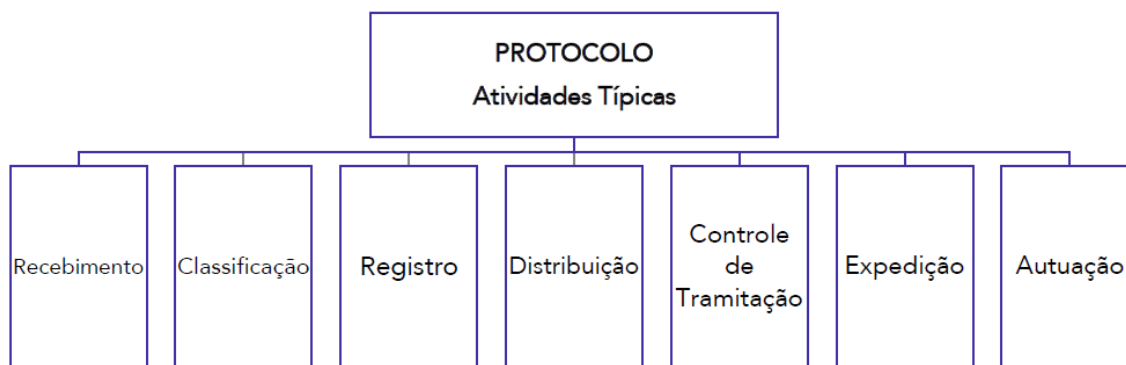 PROTOCOLO
Atividades Típicas
Recebimento
Classificação
Registro
Distribuição
Controle
de
Tramitação
Expedição
Autuação